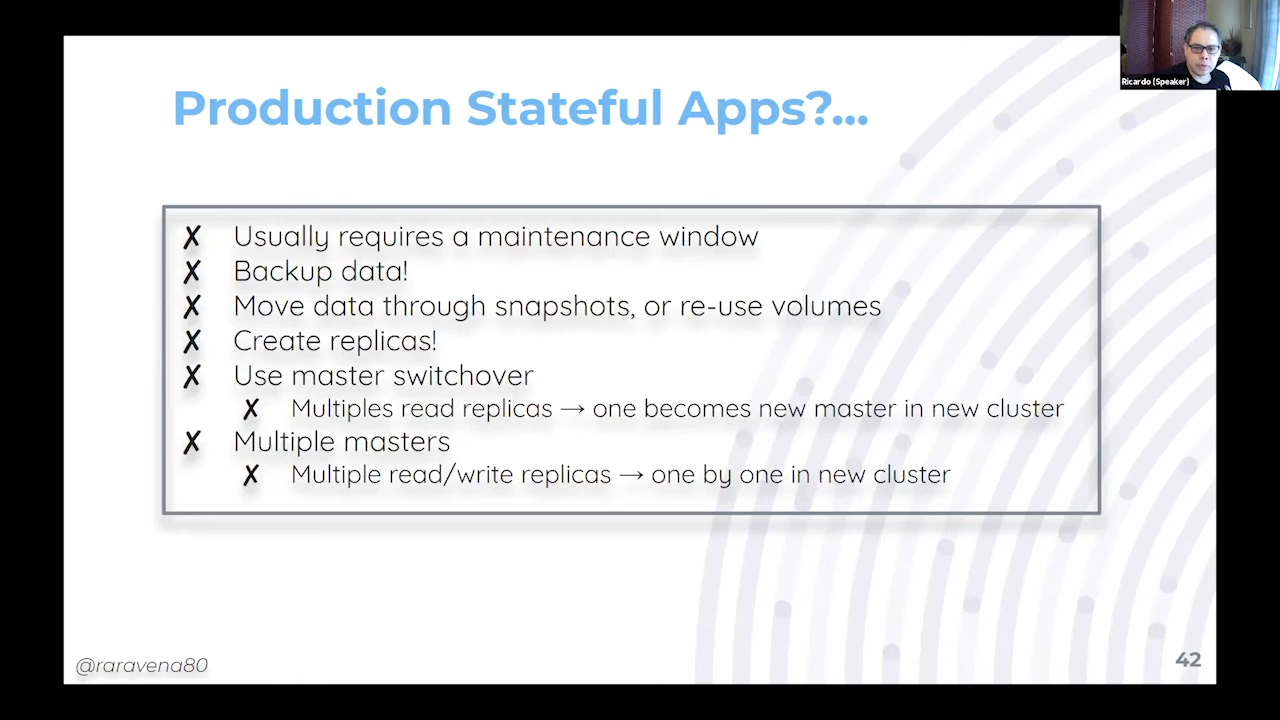 Ricardo (Speaker)
Production Stateful Apps?...
✗ Usually requires a maintenance window
✗ Backup data!
✗ Move data through snapshots, or re-use volumes
✗ Create replicas!
✗ Use master switchover
✗ Multiples read replicas → one becomes new master in new cluster
✗ Multiple masters
✗ Multiple read/write replicas → one by one in new cluster
@raravena80
42